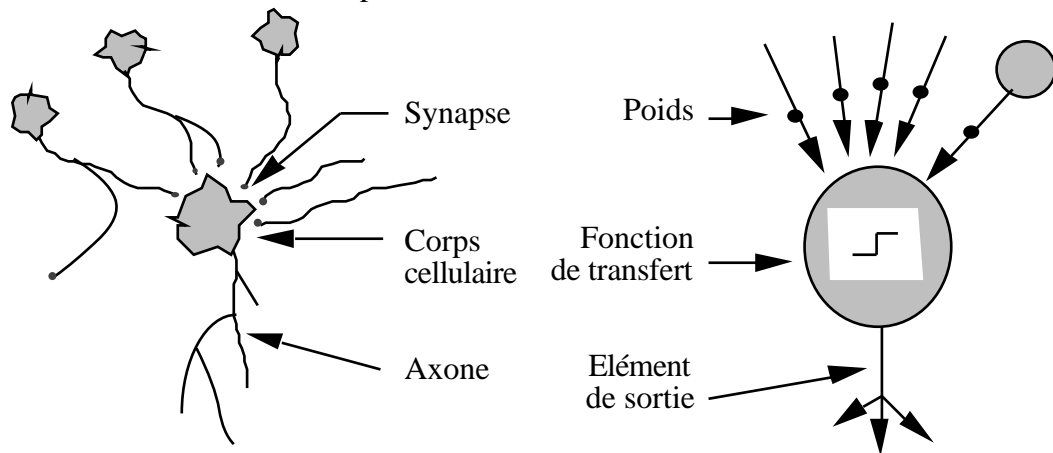 Synapse
Corps
cellulaire
Axone
Poids
Fonction
de transfert
Elément
de sortie